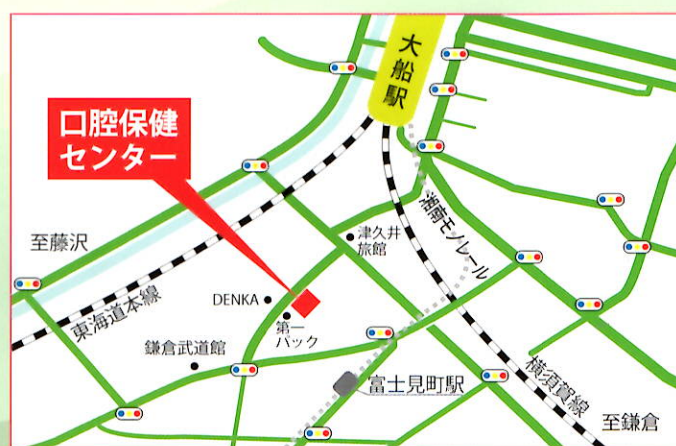 大船駅
口腔保健
センター
至藤沢
東海道本線
DENKA
第一
パック
鎌倉武道館
津久井
旅館
湘南モノレール
富士見町駅
横須賀線
至鎌倉